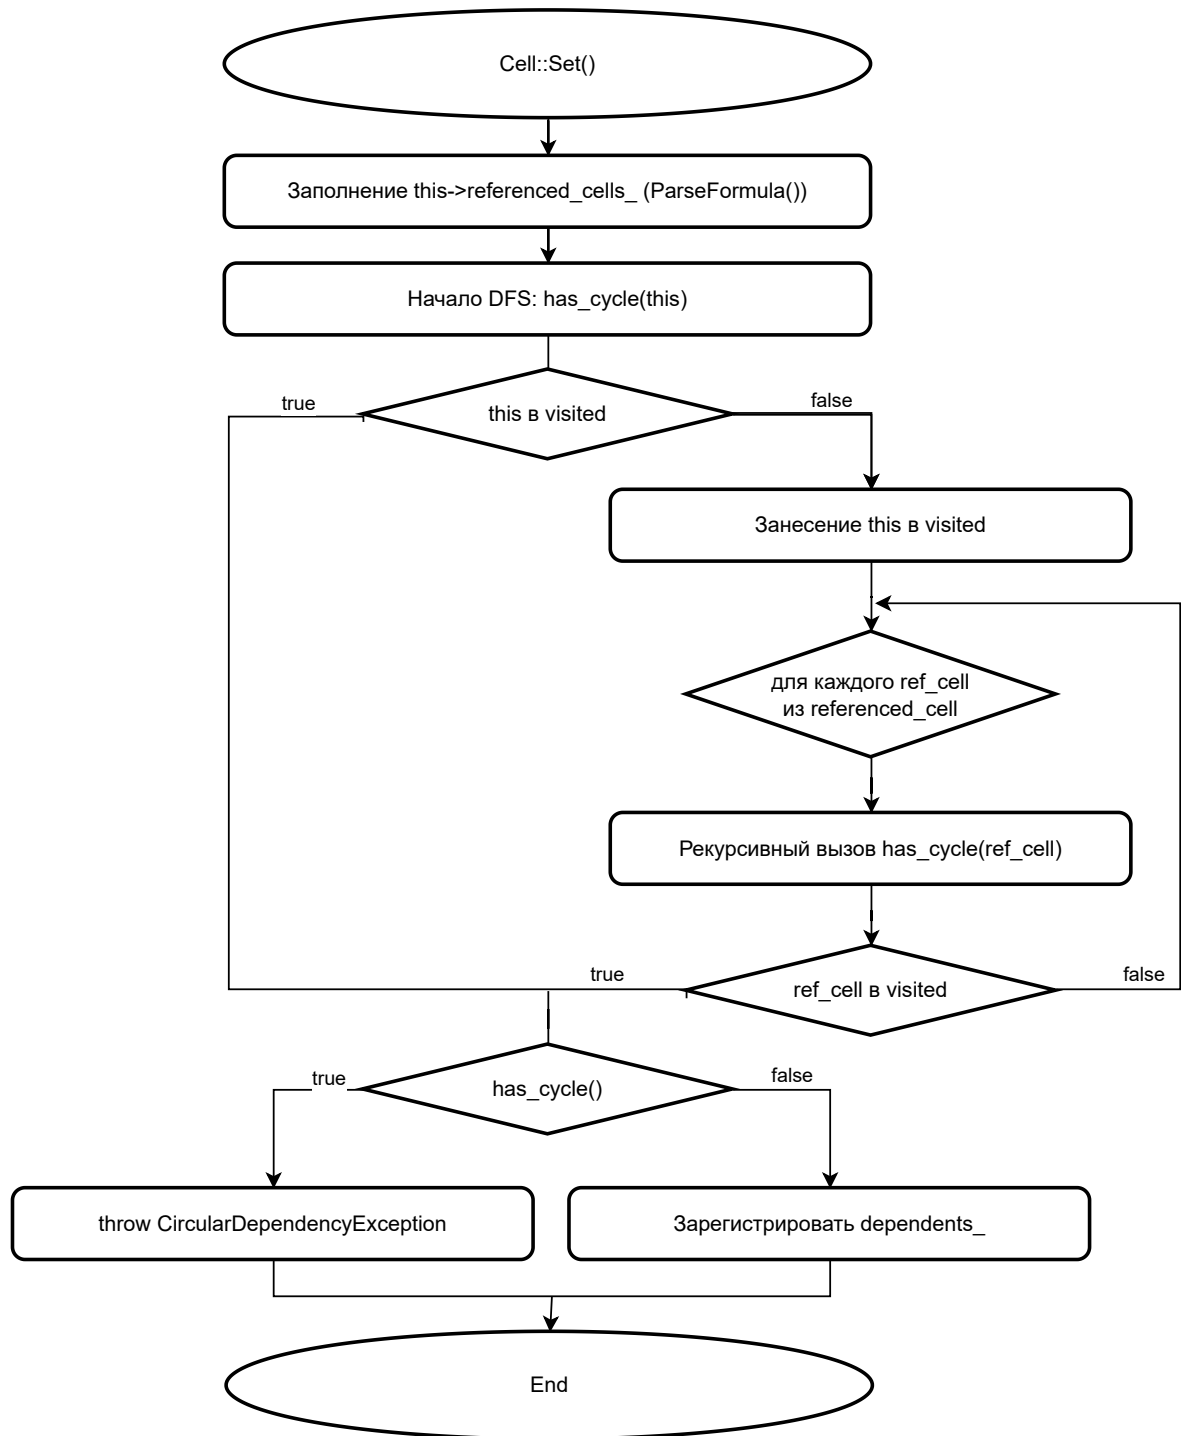 Cell::Set()
Заполнение this->referenced_cells_ (ParseFormula())
Начало DFS: has_cycle(this)
true
this в visited
false
Занесение this в visited
для каждого ref_cell
из referenced_cell
Рекурсивный вызов has_cycle(ref_cell)
true
ref_cell в visited
false
true
has_cycle()
false
throw CircularDependencyException
Зарегистрировать dependents_
End